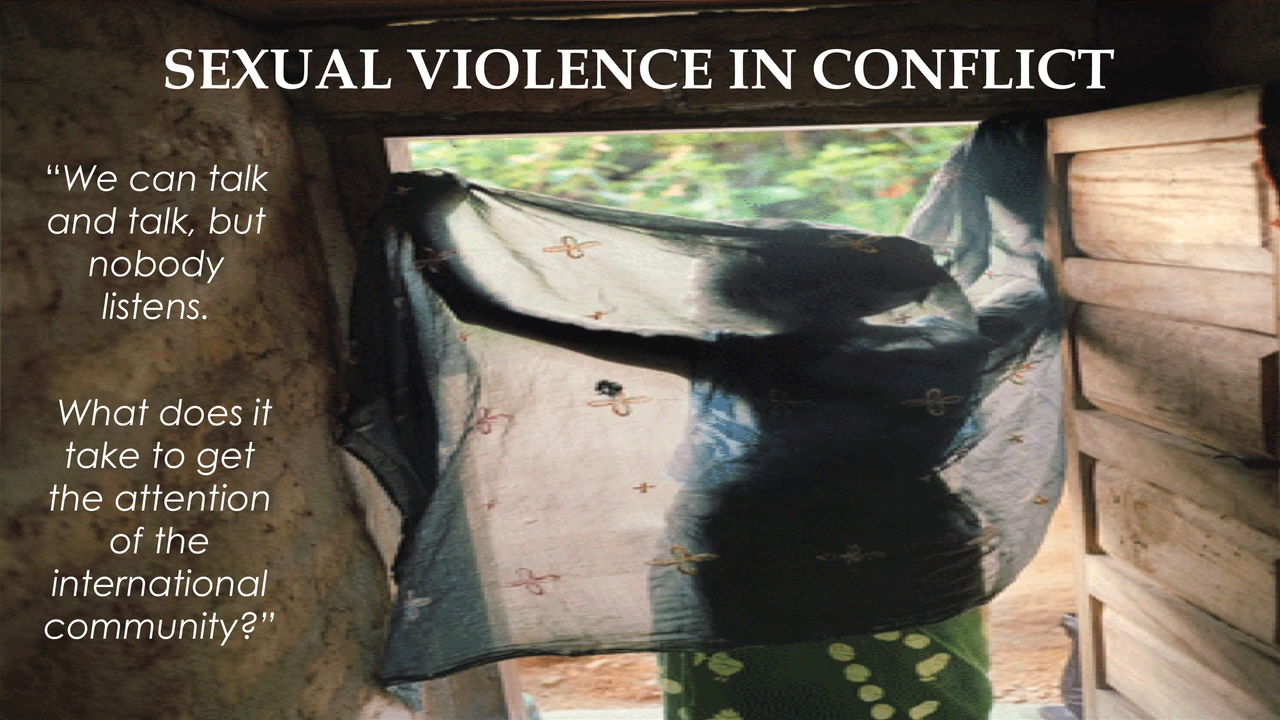 SEXUAL VIOLENCE IN CONFLICT
“We can talk
and talk, but
nobody
listens.
What does it
take to get
the attention
of the
international
community?”